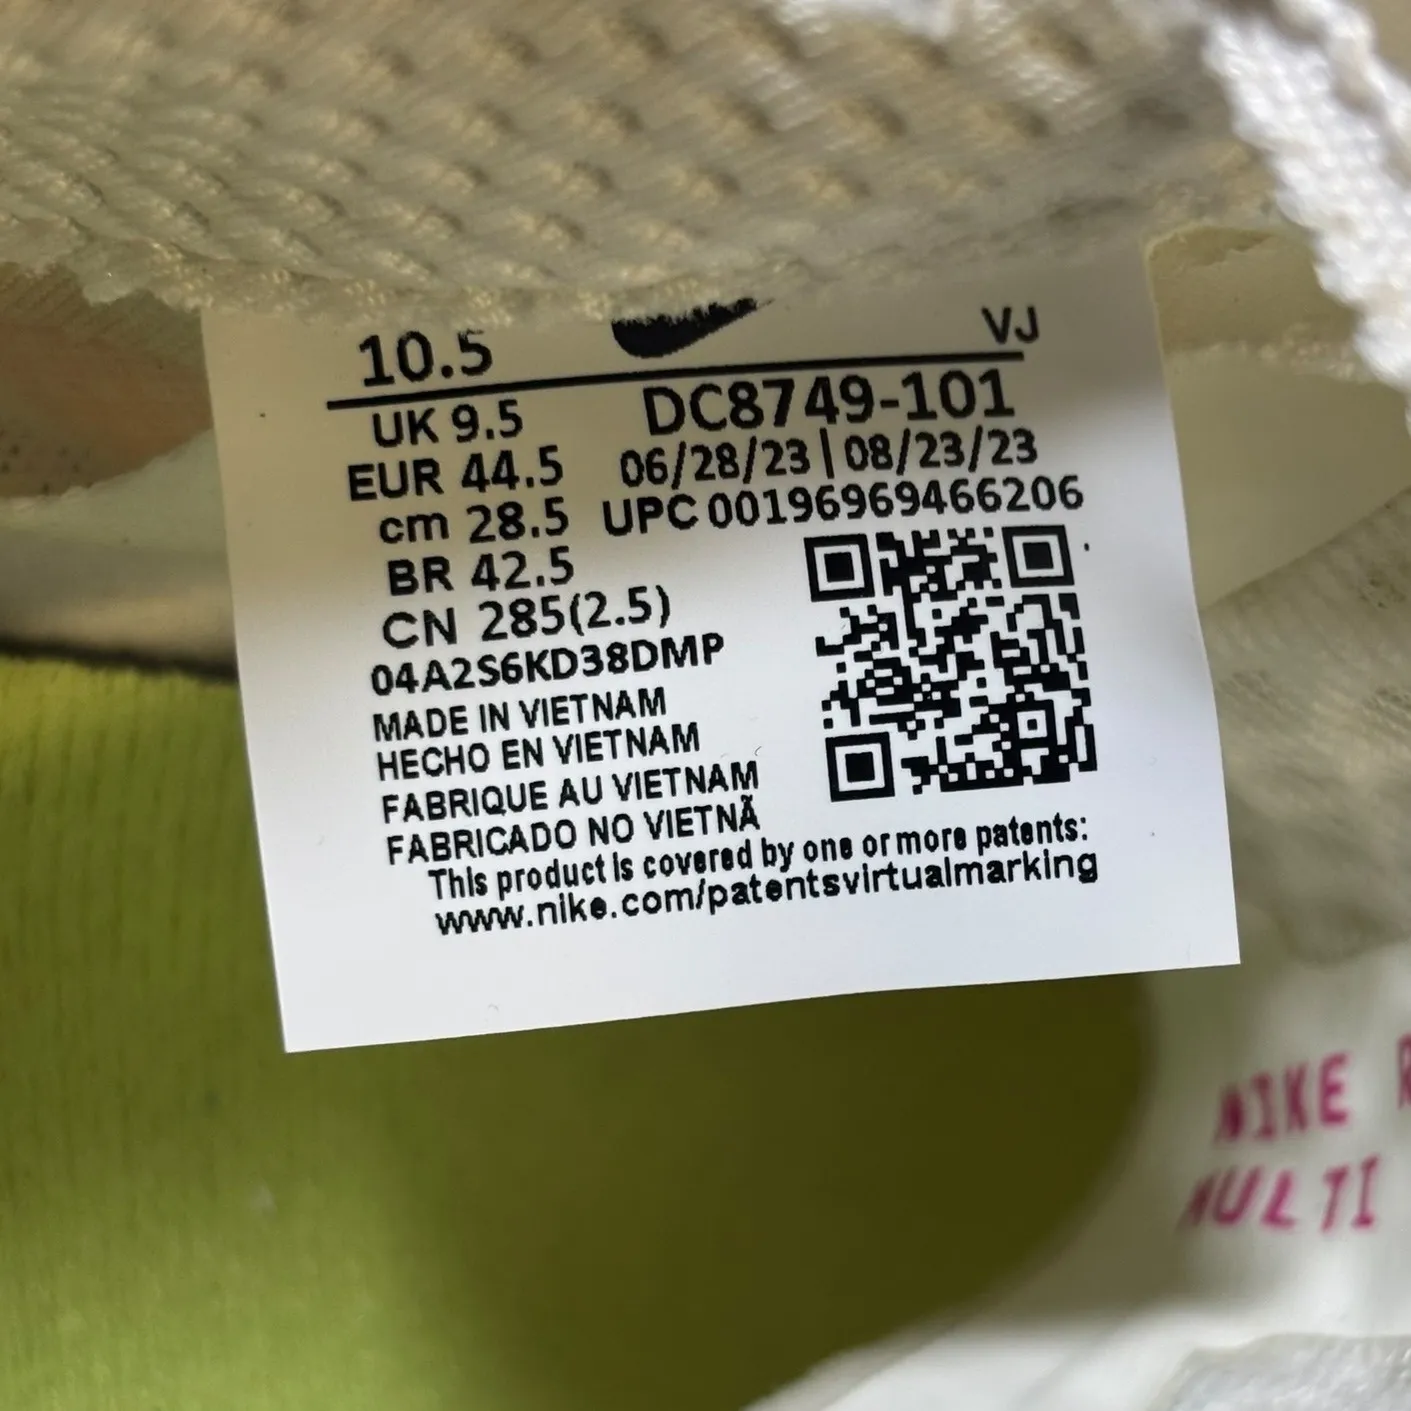 10.5 VJ
UK 9.5 DC8749-101
EUR 44.5 06/28/23 | 08/23/23
cm 28.5 UPC 00196969466206
BR 42.5
CN 285(2.5)
04A2S6KD38DMP
MADE IN VIETNAM
HECHO EN VIETNAM
FABRIQUE AU VIETNAM
FABRICADO NO VIETNÃ
This product is covered by one or more patents:
www.nike.com/patentsvirtualmarking
NIKE
MULTI